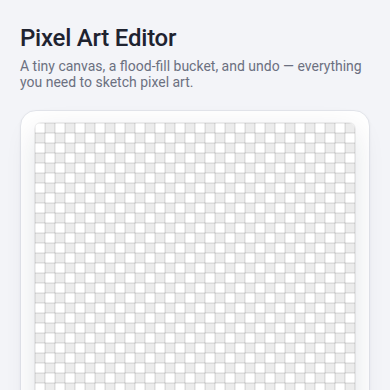 Pixel Art Editor
A tiny canvas, a flood-fill bucket, and undo — everything
you need to sketch pixel art.